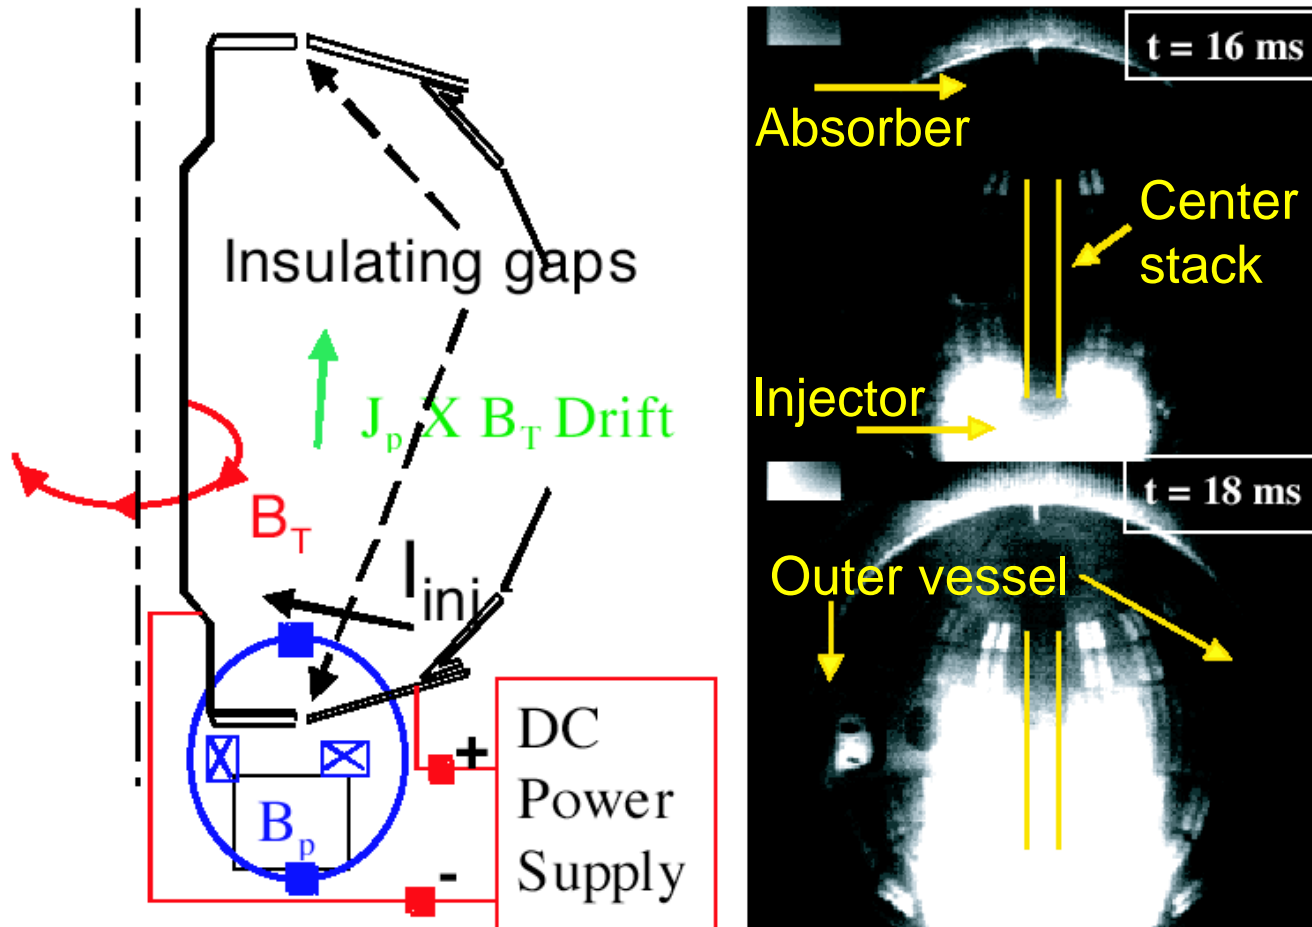 Insulating gaps
J_p X B_T Drift
B_T
I_inj
B_p
+
-
DC
Power
Supply
t = 16 ms
Absorber
Center
stack
Injector
t = 18 ms
Outer vessel